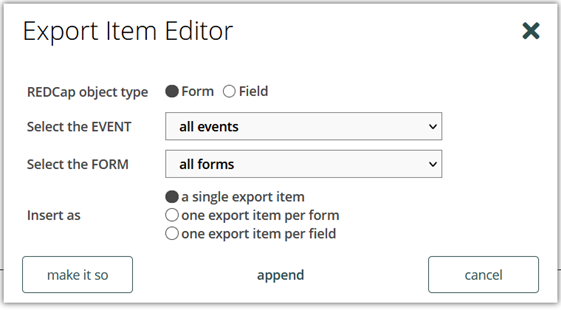 Export Item Editor
REDCap object type Form Field
Select the EVENT all events
Select the FORM all forms
a single export item
Insert as one export item per form
one export item per field
make it so append cancel